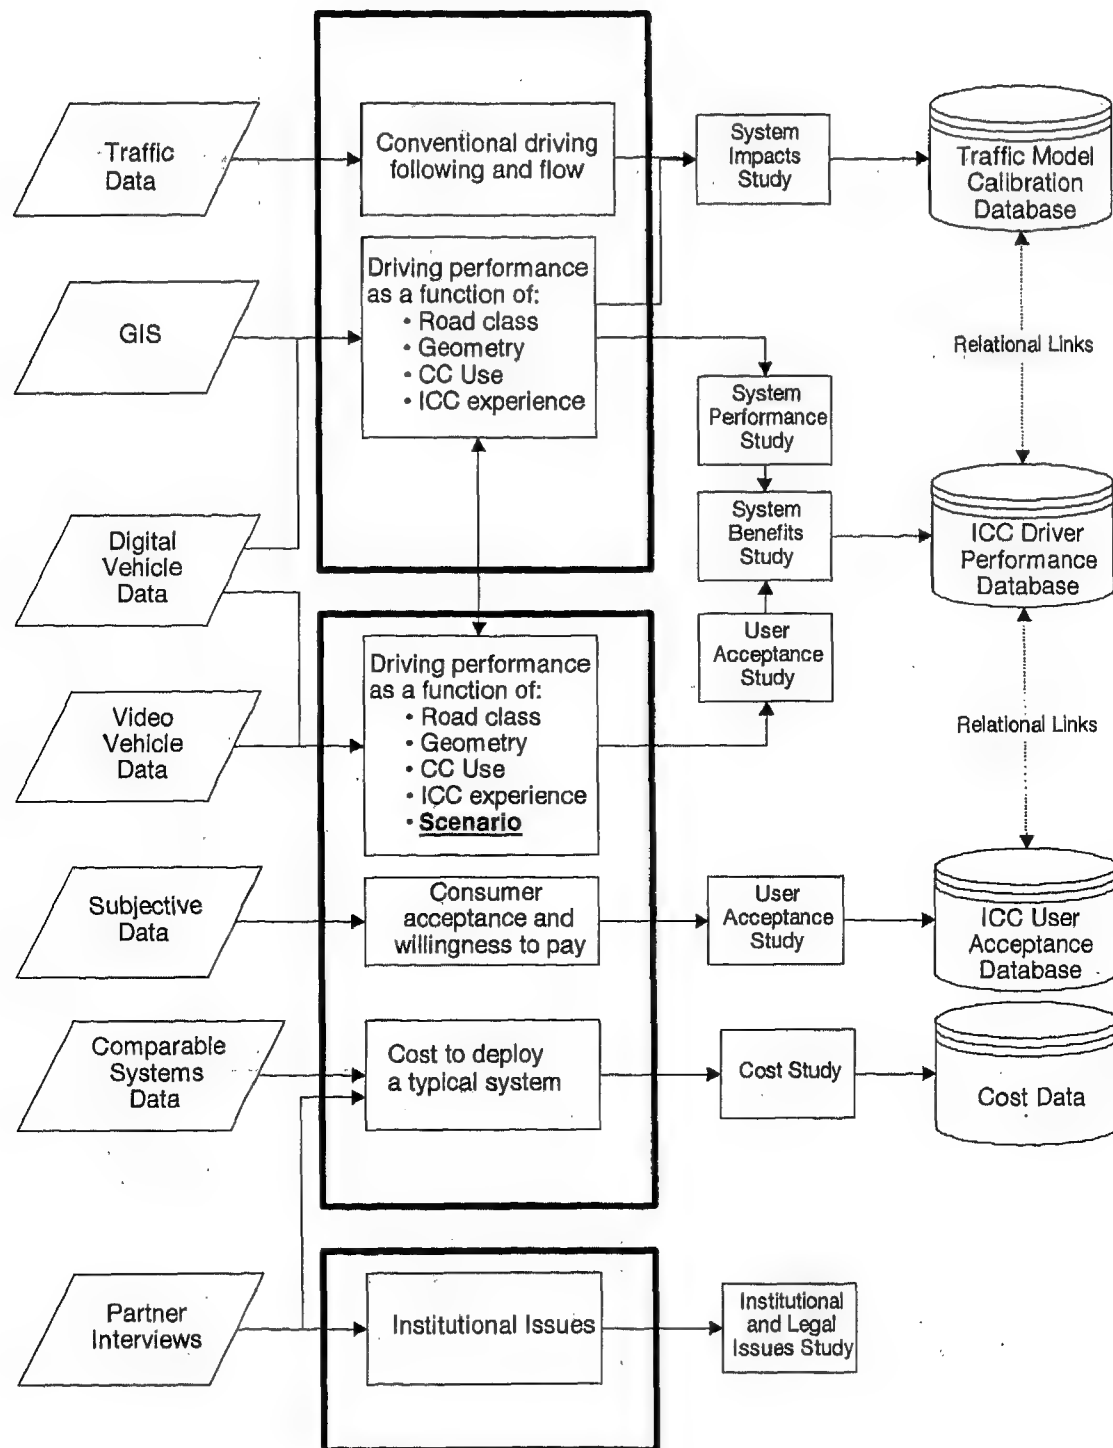 Traffic
Data
Conventional driving
following and flow
System
Impacts
Study
Traffic Model
Calibration
Database
GIS
Driving performance
as a function of:
• Road class
• Geometry
• CC Use
• ICC experience
Relational Links
System
Performance
Study
Digital
Vehicle
Data
System
Benefits
Study
ICC Driver
Performance
Database
User
Acceptance
Study
Video
Vehicle
Data
Driving performance
as a function of:
• Road class
• Geometry
• CC Use
• ICC experience
• Scenario
Relational Links
Subjective
Data
Consumer
acceptance and
willingness to pay
User
Acceptance
Study
ICC User
Acceptance
Database
Comparable
Systems
Data
Cost to deploy
a typical system
Cost Study
Cost Data
Partner
Interviews
Institutional Issues
Institutional
and Legal
Issues Study